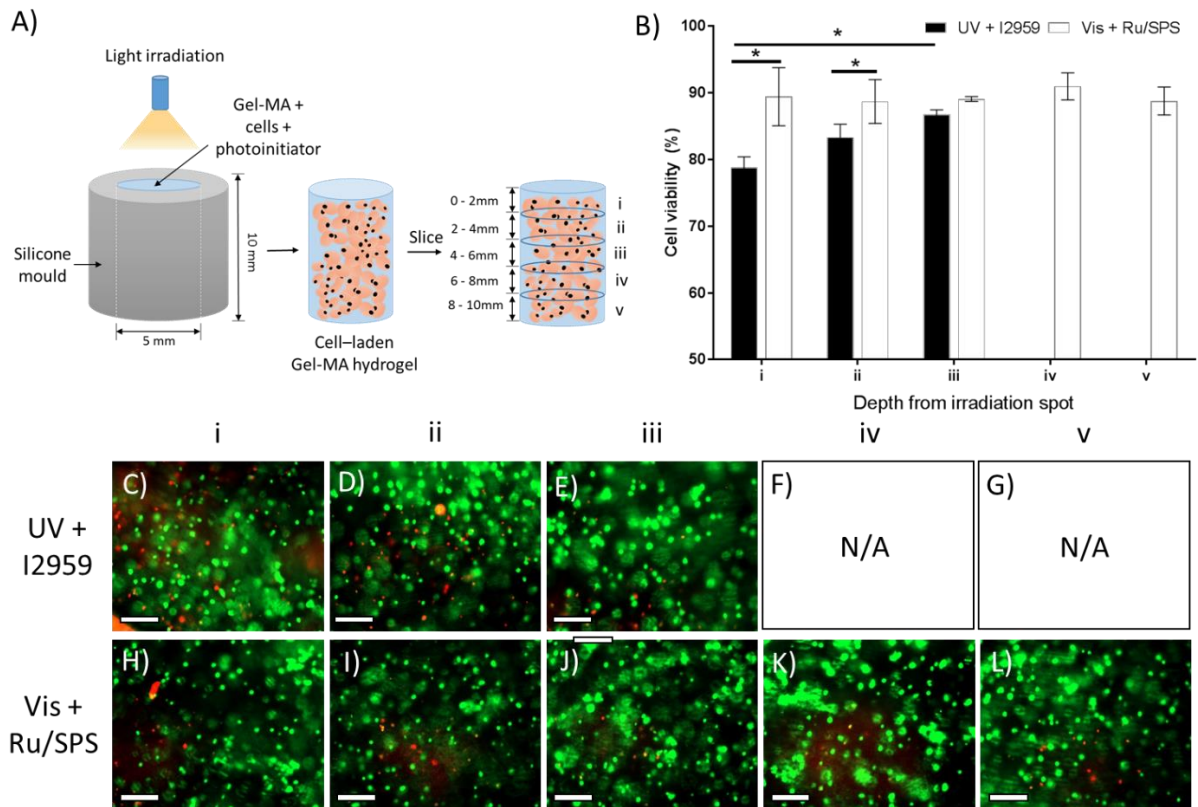 A)
Light irradiation
Gel-MA +
cells +
photoinitiator
Silicone
mould
10 mm
5 mm
Cell–laden
Gel-MA hydrogel
Slice
0 - 2mm
2 - 4mm
4 - 6mm
6 - 8mm
8 - 10mm
i
ii
iii
iv
v
B)
UV + I2959
Vis + Ru/SPS
*
*
*
Cell viability (%)
100
90
80
70
60
50
i ii iii iv v
Depth from irradiation spot
i ii iii iv v
UV +
I2959
C) D) E) F) G)
N/A N/A
Vis +
Ru/SPS
H) I) J) K) L)